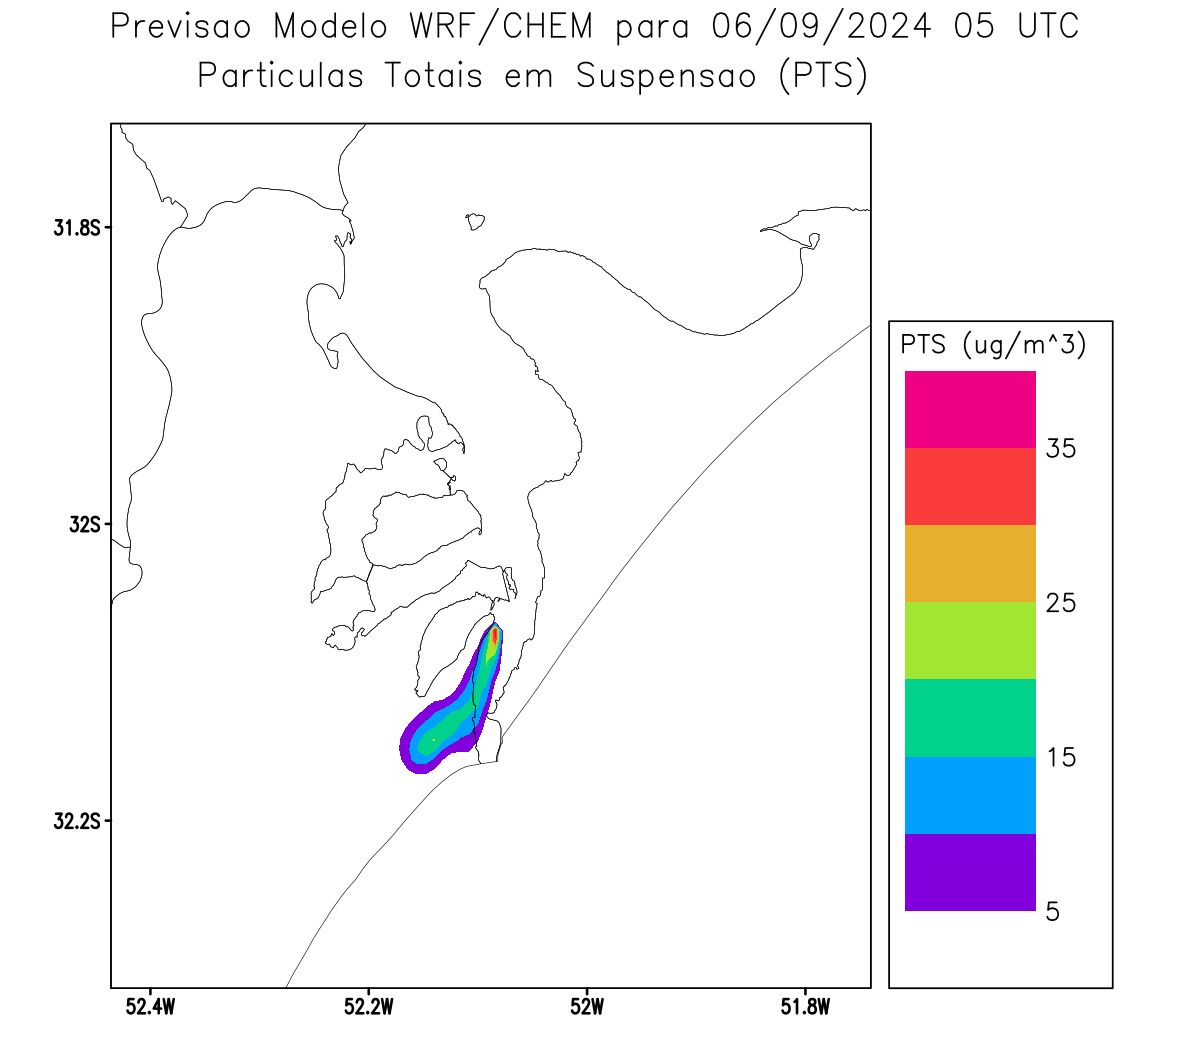 Previsao Modelo WRF/CHEM para 06/09/2024 05 UTC
Particulas Totais em Suspensao (PTS)
31.8S
32S
32.2S
52.4W
52.2W
52W
51.8W
PTS (ug/m^3)
35
25
15
5